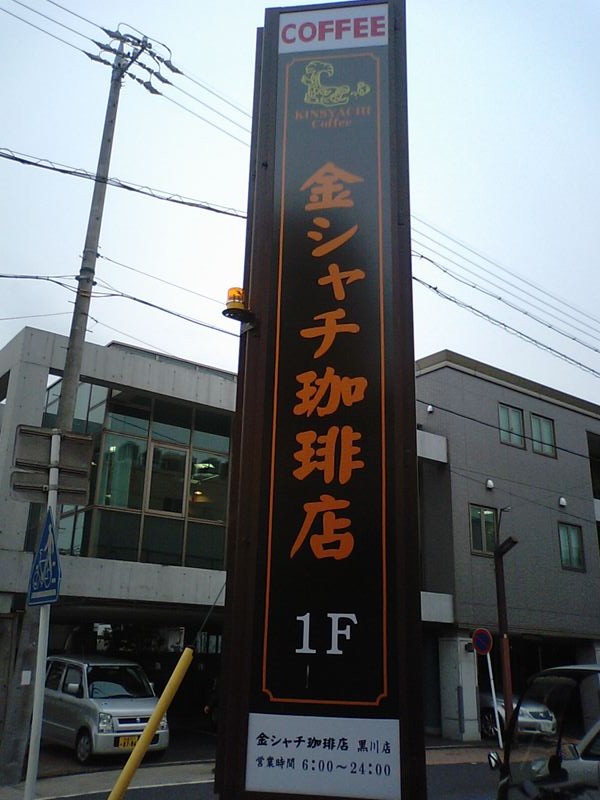 COFFEE
KINSYACHI
Coffee
金シャチ珈琲店
1F
金シャチ珈琲店 黒川店
営業時間 6:00～24:00